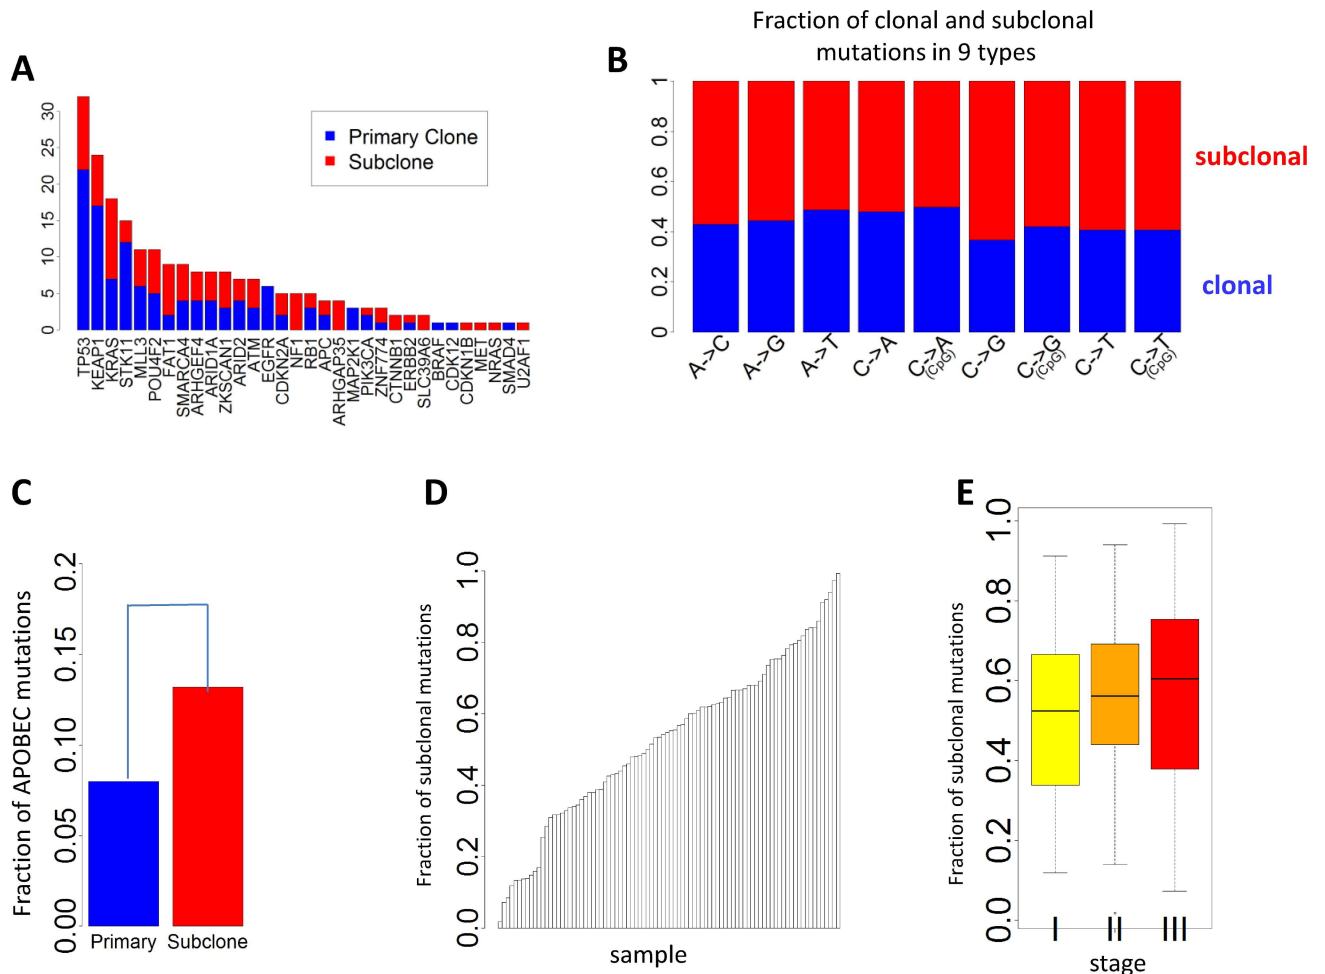 Fraction of clonal and subclonal
mutations in 9 types
A
B
30
25
20
15
10
5
0
Primary Clone
Subclone
TP53
KEAP1
KRAS
STK11
MLL3
POU4F2
FAT1
SMARCA4
ARHGEF4
ARID1A
ZKSCAN1
ARID2
ATM
EGFR
CDKN2A
NF1
RB1
APC
ARHGAP35
MAP2K1
PIK3CA
ZNF774
CTNNB1
ERBB2
SLC39A6
BRAF
CDK12
CDKN1B
MET
NRAS
SMAD4
U2AF1
1
0.8
0.6
0.4
0.2
0
subclonal
clonal
A->C
A->G
A->T
C->A
C->A
(CpG)
C->G
C->G
(CpG)
C->T
C->T
(CpG)
C
Fraction of APOBEC mutations
0.2
0.15
0.10
0.05
0.00
Primary
Subclone
D
Fraction of subclonal mutations
1.0
0.8
0.6
0.4
0.2
0.0
sample
E
Fraction of subclonal mutations
1.0
0.8
0.6
0.4
0.2
0.0
I
II
III
stage